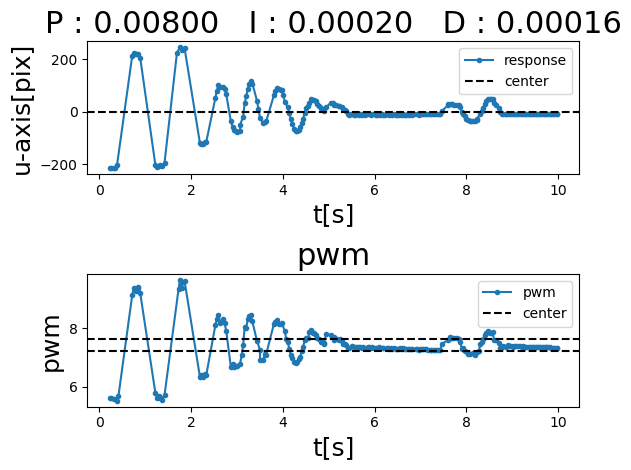 P : 0.00800 I : 0.00020 D : 0.00016
u-axis[pix]
200
0
−200
response
center
0 2 4 6 8 10
t[s]
pwm
pwm
8
6
pwm
center
0 2 4 6 8 10
t[s]